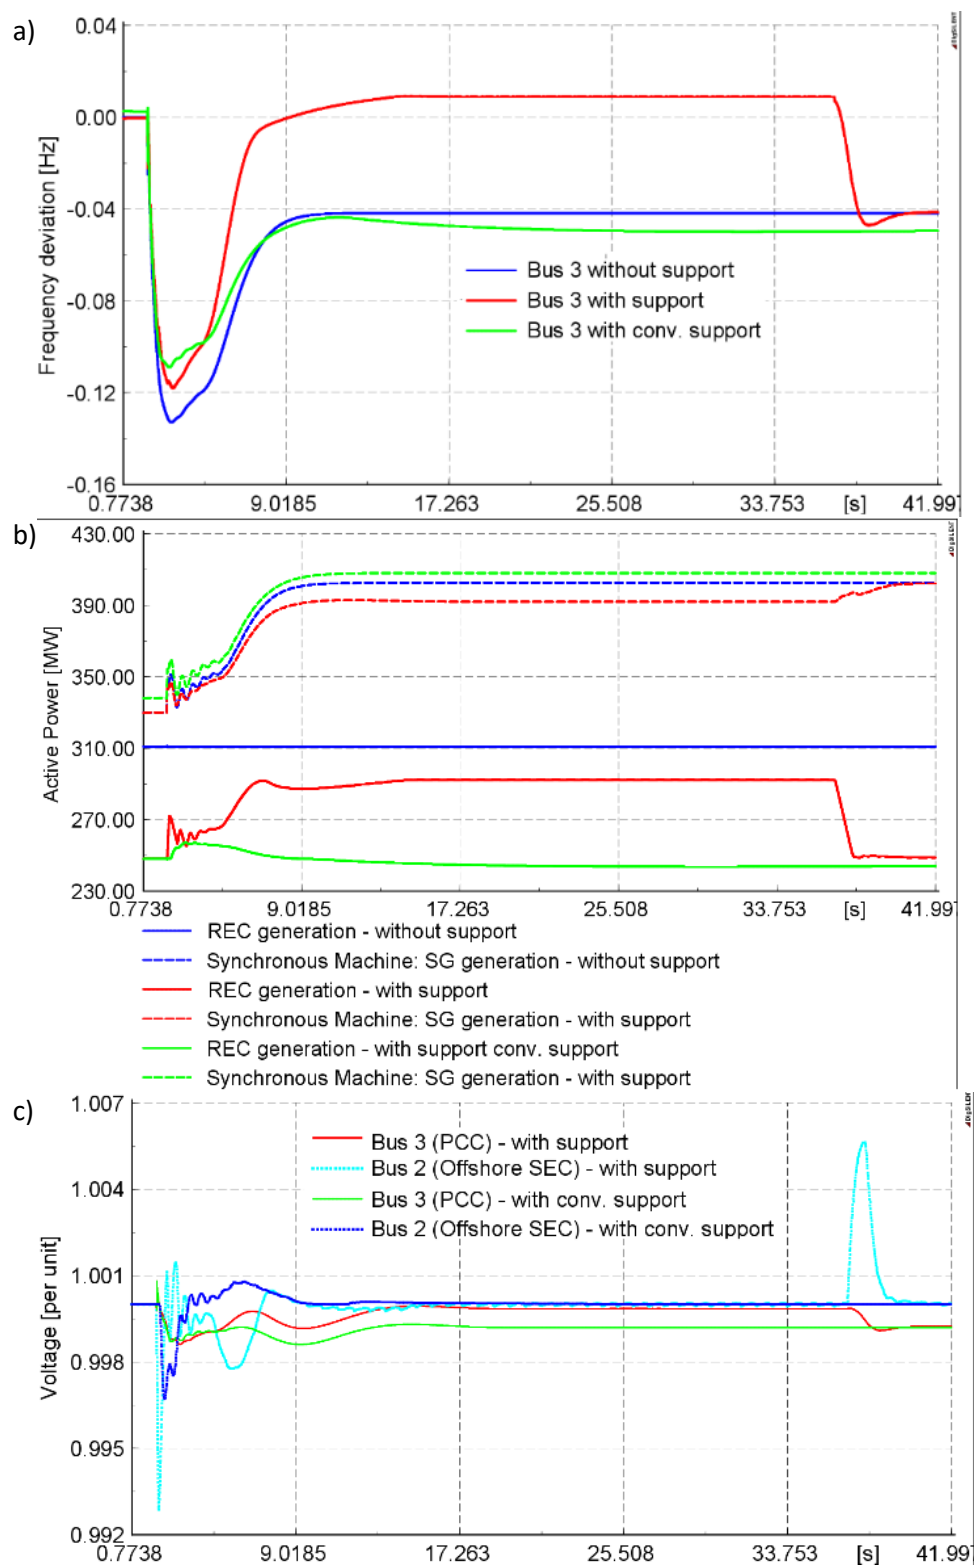 a)
0.04
0.00
-0.04
-0.08
-0.12
-0.16
Frequency deviation [Hz]
Bus 3 without support
Bus 3 with support
Bus 3 with conv. support
0.7738 9.0185 17.263 25.508 33.753 [s] 41.997
b)
430.00
390.00
350.00
310.00
270.00
230.00
Active Power [MW]
0.7738 9.0185 17.263 25.508 33.753 [s] 41.997
REC generation - without support
Synchronous Machine: SG generation - without support
REC generation - with support
Synchronous Machine: SG generation - with support
REC generation - with support conv. support
Synchronous Machine: SG generation - with support
c)
1.007
1.004
1.001
0.998
0.995
0.992
Voltage [per unit]
Bus 3 (PCC) - with support
Bus 2 (Offshore SEC) - with support
Bus 3 (PCC) - with conv. support
Bus 2 (Offshore SEC) - with conv. support
0.7738 9.0185 17.263 25.508 33.753 [s] 41.997